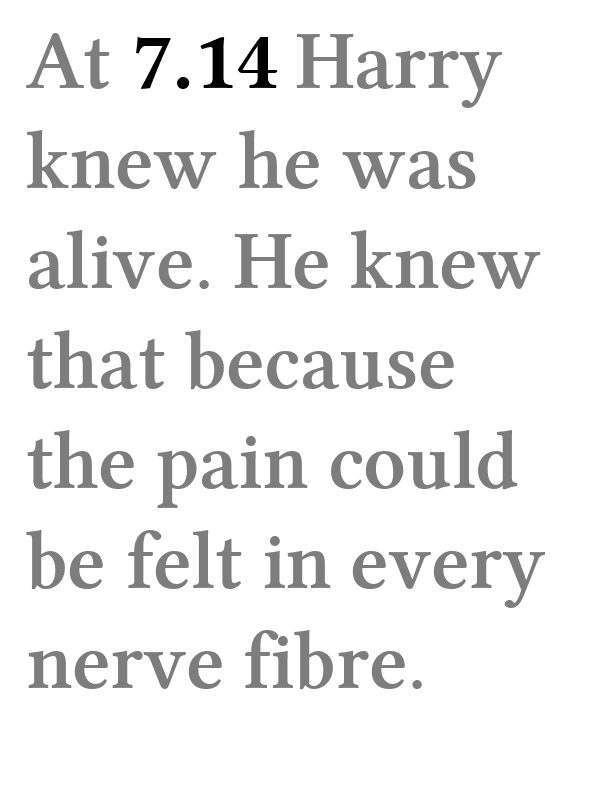 At 7.14 Harry
knew he was
alive. He knew
that because
the pain could
be felt in every
nerve fibre.